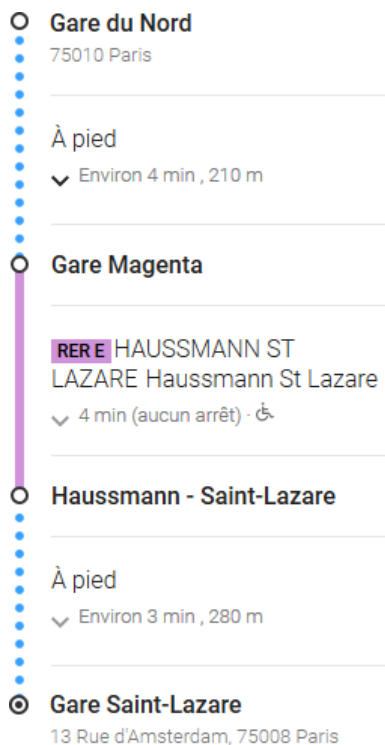 Gare du Nord
75010 Paris
À pied
Environ 4 min , 210 m
Gare Magenta
RER E HAUSSMANN ST
LAZARE Haussmann St Lazare
4 min (aucun arrêt) ·
Haussmann - Saint-Lazare
À pied
Environ 3 min , 280 m
Gare Saint-Lazare
13 Rue d'Amsterdam, 75008 Paris